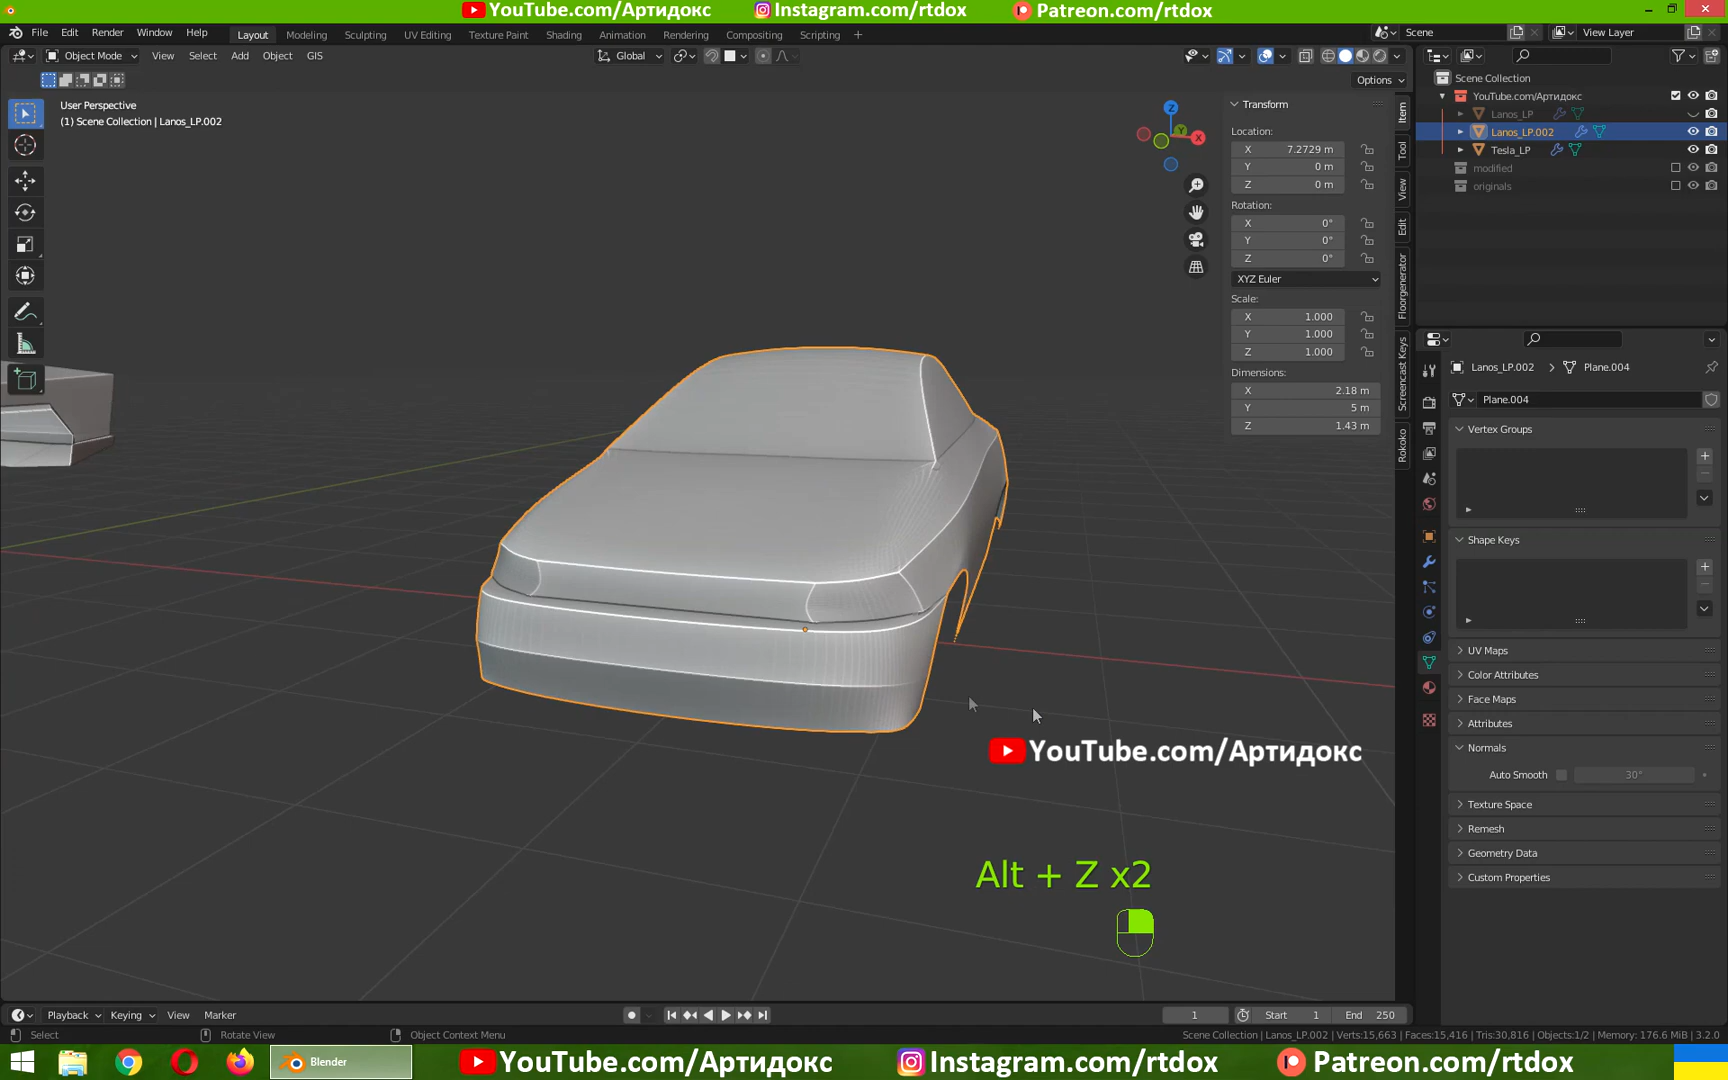 YouTube.com/Артидокс Instagram.com/rtdox Patreon.com/rtdox
File Edit Render Window Help Layout Modeling Sculpting UV Editing Texture Paint Shading Animation Rendering Compositing Scripting + Scene View Layer
Object Mode View Select Add Object GIS Global
Options
User Perspective
(1) Scene Collection | Lanos_LP.002
Z
Y
X
Transform
Location:
X 7.2729 m
Y 0 m
Z 0 m
Rotation:
X 0°
Y 0°
Z 0°
XYZ Euler
Scale:
X 1.000
Y 1.000
Z 1.000
Dimensions:
X 2.18 m
Y 5 m
Z 1.43 m
Item
Tool
View
Edit
Floorgenerator
Screencast Keys
Rokoko
Scene Collection
YouTube.com/Артидокс
Lanos_LP
Lanos_LP.002
Tesla_LP
modified
originals
Lanos_LP.002 > Plane.004
Plane.004
Vertex Groups
Shape Keys
UV Maps
Color Attributes
Face Maps
Attributes
Normals
Auto Smooth 30°
Texture Space
Remesh
Geometry Data
Custom Properties
YouTube.com/Артидокс
Alt + Z x2
Playback Keying View Marker 1 Start 1 End 250
Select Rotate View Object Context Menu Scene Collection | Lanos_LP.002 | Verts:15,663 | Faces:15,416 | Tris:30,816 | Objects:1/2 | Memory: 176.6 MiB | 3.2.0
Blender YouTube.com/Артидокс Instagram.com/rtdox Patreon.com/rtdox